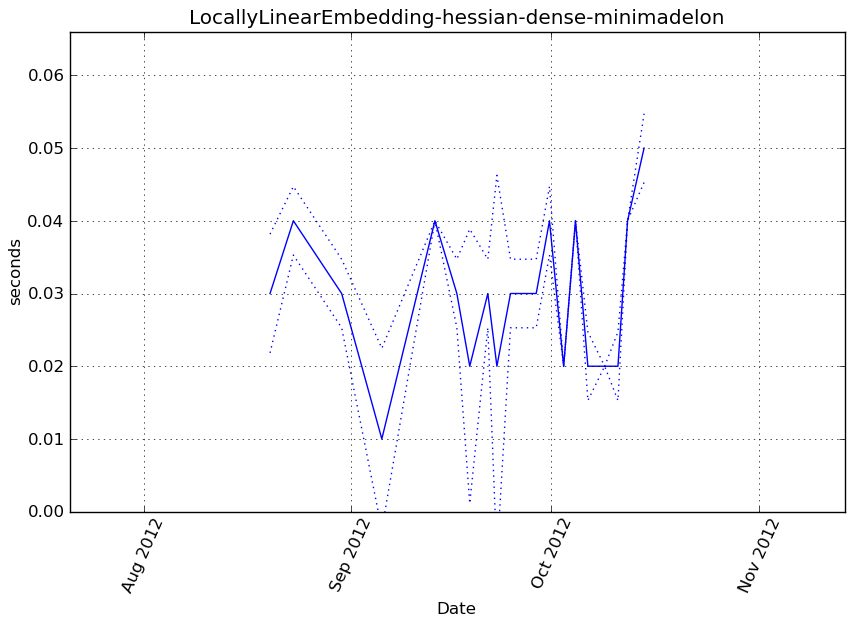 LocallyLinearEmbedding-hessian-dense-minimadelon
0.06
0.05
0.04
0.03
0.02
0.01
0.00
seconds
Aug 2012
Sep 2012
Oct 2012
Nov 2012
Date